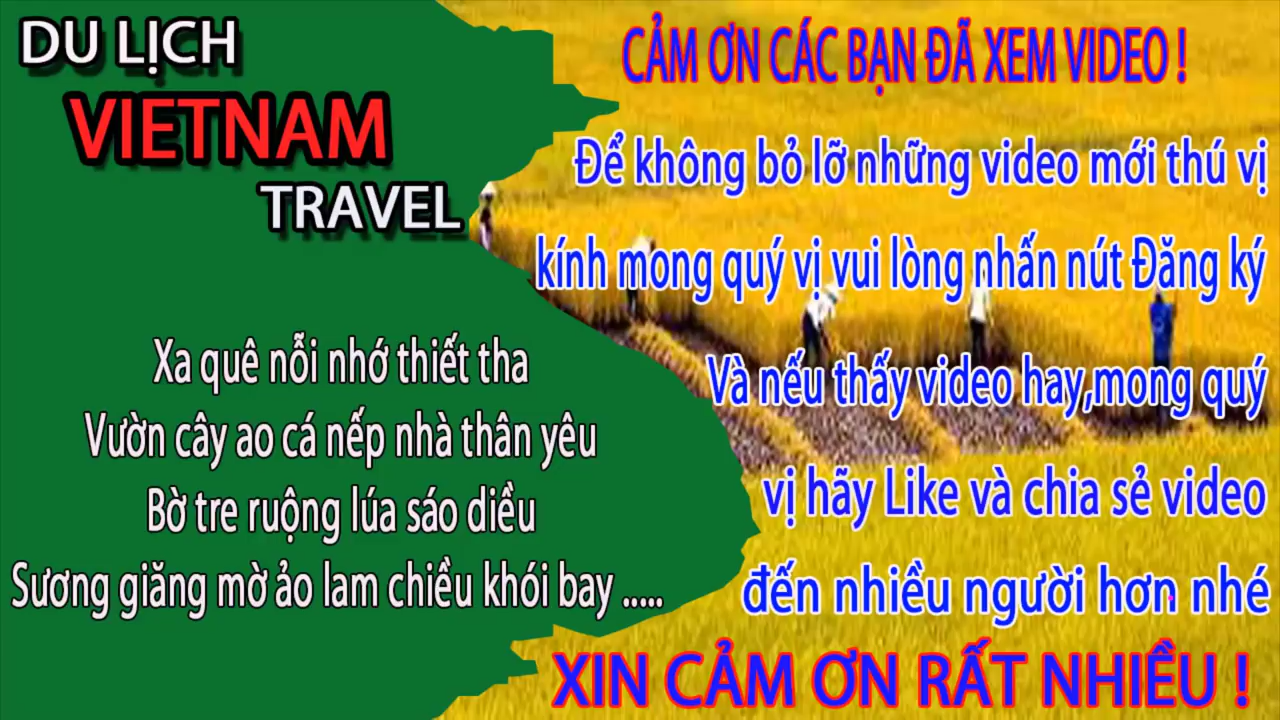 DU LỊCH
VIETNAM
TRAVEL
Xa quê nỗi nhớ thiết tha
Vườn cây ao cá nếp nhà thân yêu
Bờ tre ruộng lúa sáo diều
Sương giăng mờ ảo lam chiều khói bay .....
CẢM ƠN CÁC BẠN ĐÃ XEM VIDEO !
Để không bỏ lỡ những video mới thú vị
kính mong quý vị vui lòng nhấn nút Đăng ký
Và nếu thấy video hay,mong quý
vị hãy Like và chia sẻ video
đến nhiều người hơn nhé
XIN CẢM ƠN RẤT NHIỀU !